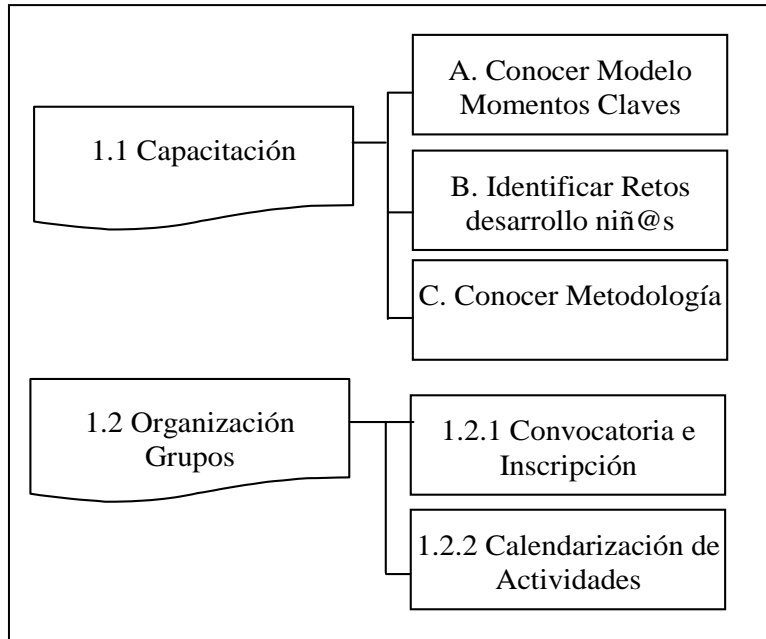 1.1 Capacitación
A. Conocer Modelo
Momentos Claves
B. Identificar Retos
desarrollo niñ@s
C. Conocer Metodología
1.2 Organización
Grupos
1.2.1 Convocatoria e
Inscripción
1.2.2 Calendarización de
Actividades